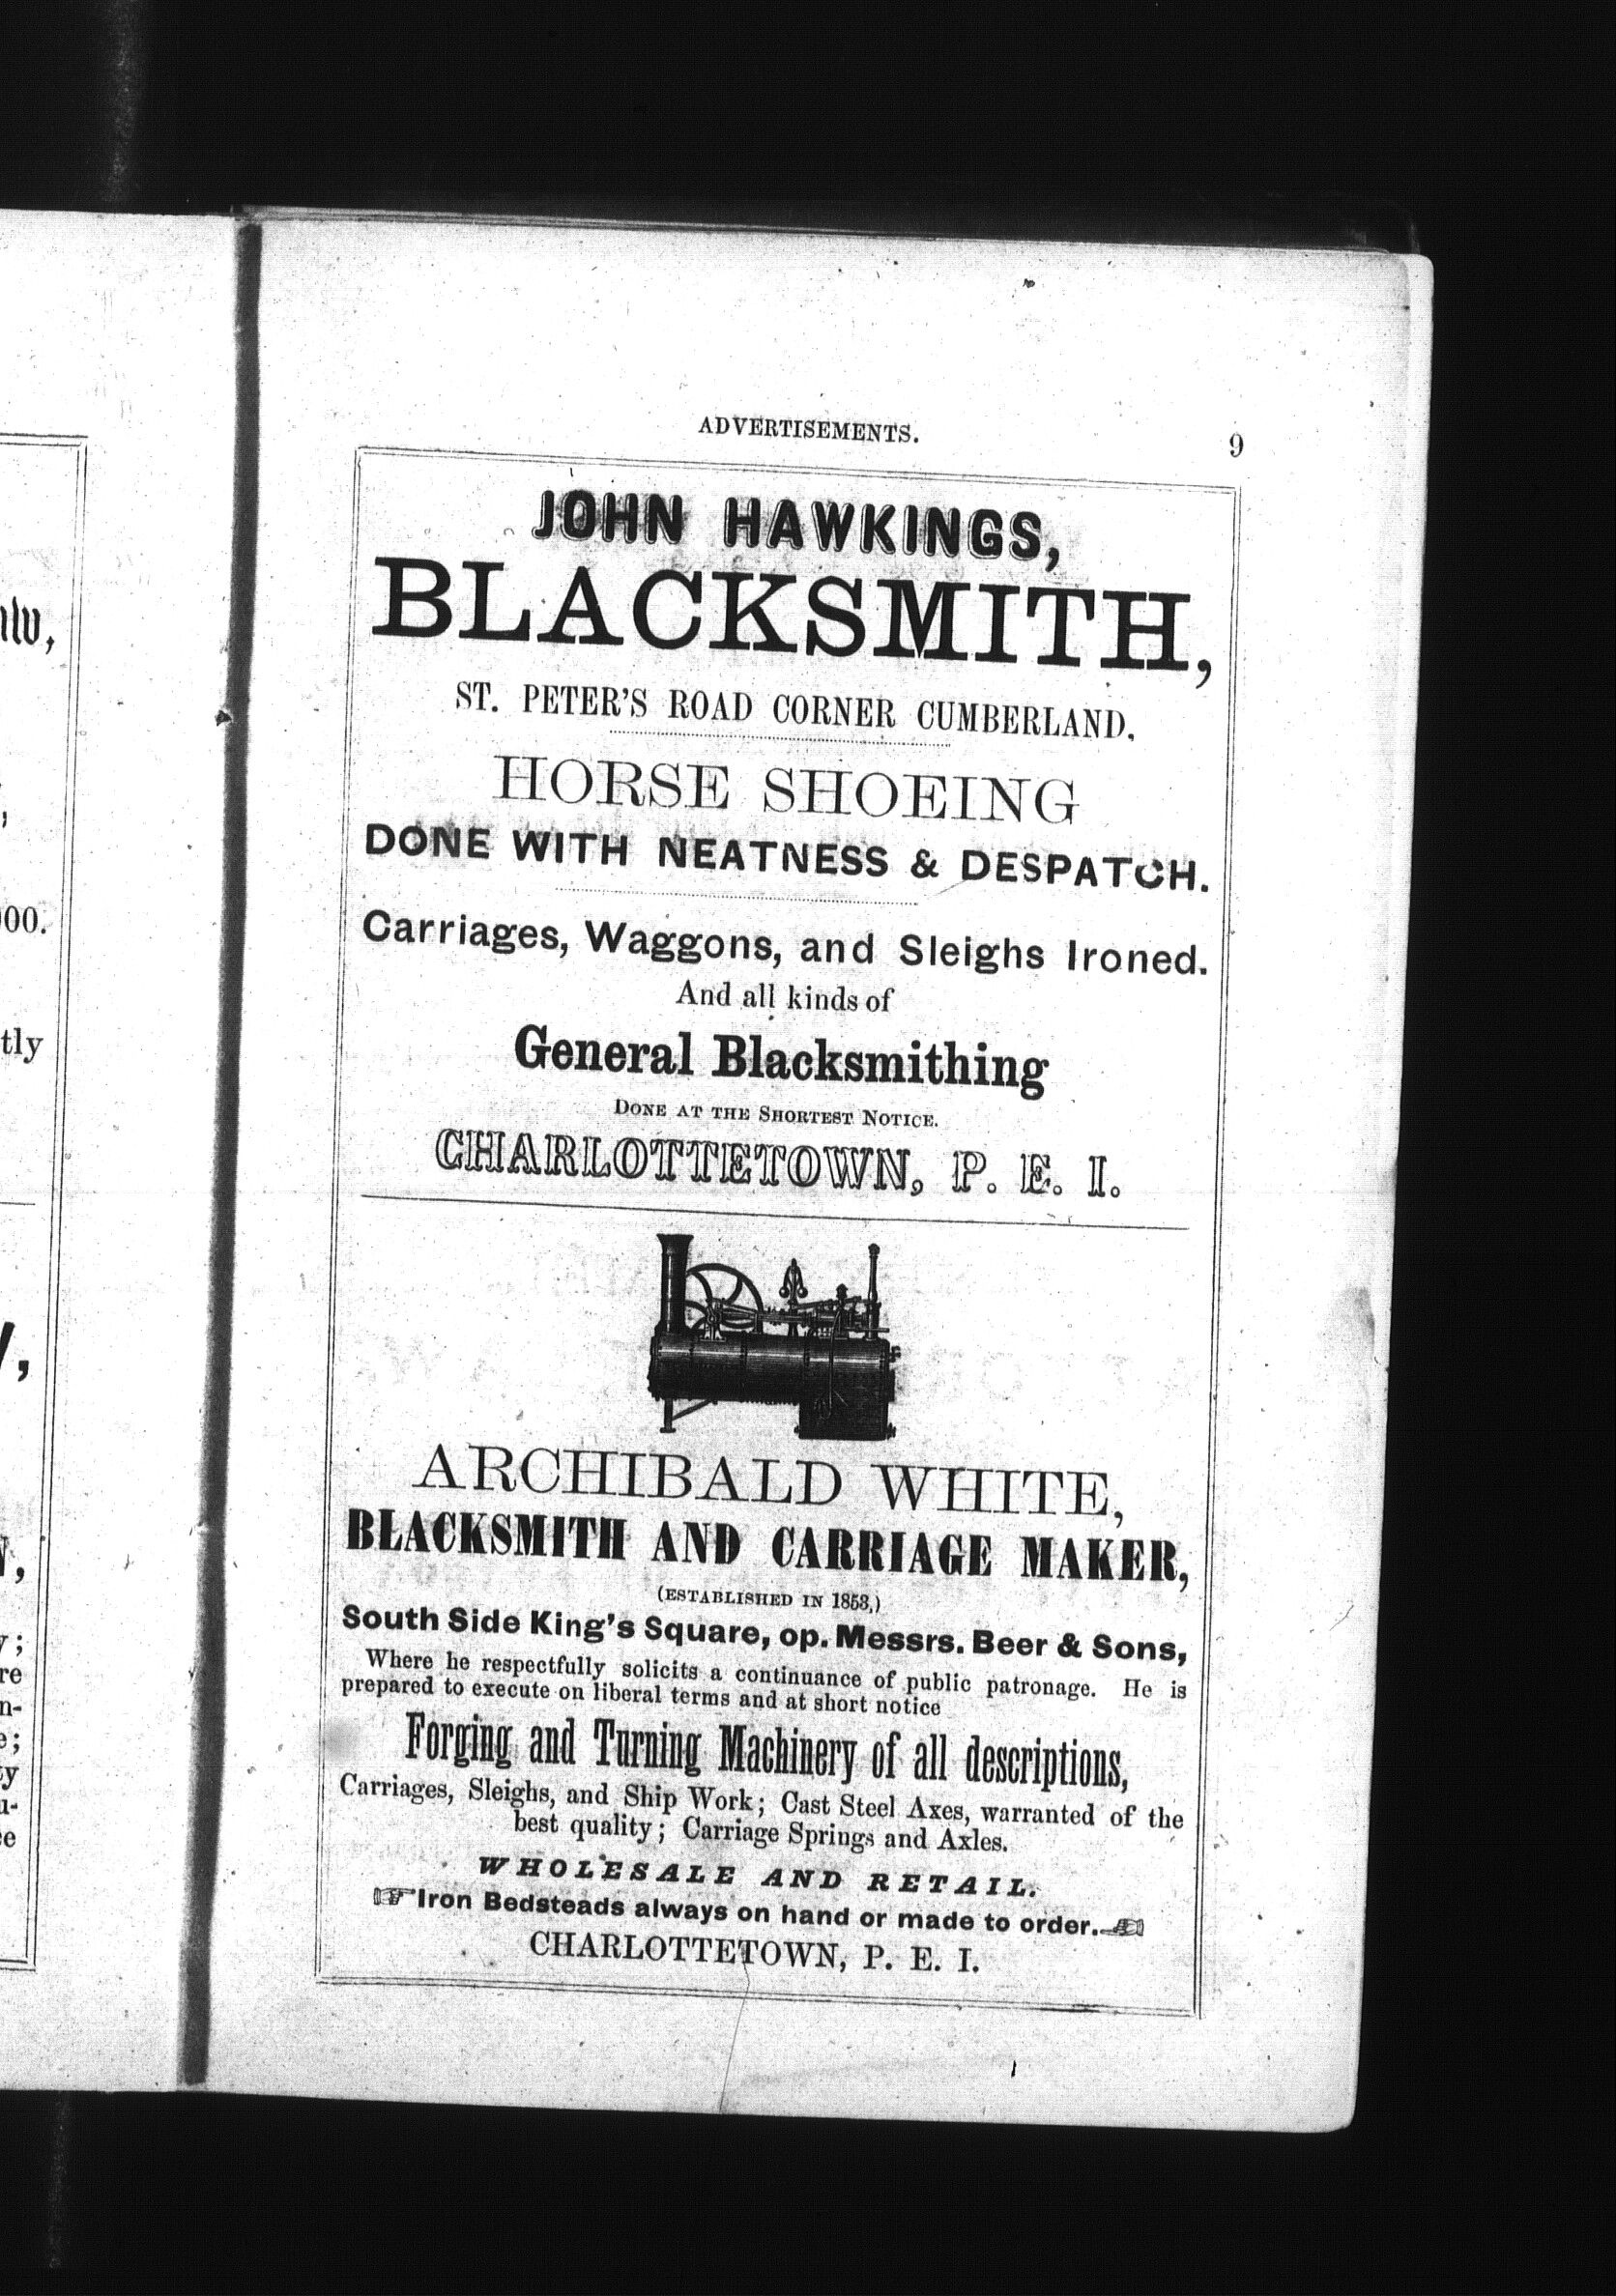 ADVERTISEMENTS.
9
JOHN HAWKINGS,
BLACKSMITH,
ST. PETER'S ROAD CORNER CUMBERLAND.
HORSE SHOEING
DONE WITH NEATNESS & DESPATCH.
Carriages, Waggons, and Sleighs Ironed.
And all kinds of
General Blacksmithing
DONE AT THE SHORTEST NOTICE.
CHARLOTTETOWN, P. E. I.
ARCHIBALD WHITE,
BLACKSMITH AND CARRIAGE MAKER,
(ESTABLISHED IN 1853,)
South Side King's Square, op. Messrs. Beer & Sons,
Where he respectfully solicits a continuance of public patronage. He is
prepared to execute on liberal terms and at short notice
Forging and Turning Machinery of all descriptions,
Carriages, Sleighs, and Ship Work; Cast Steel Axes, warranted of the
best quality; Carriage Springs and Axles.
WHOLESALE AND RETAIL.
☞Iron Bedsteads always on hand or made to order.☜
CHARLOTTETOWN, P. E. I.